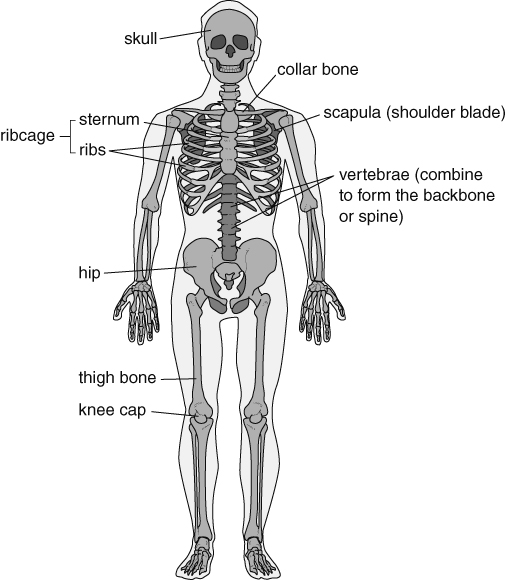 skull
collar bone
sternum
scapula (shoulder blade)
ribcage
ribs
vertebrae (combine
to form the backbone
or spine)
hip
thigh bone
knee cap